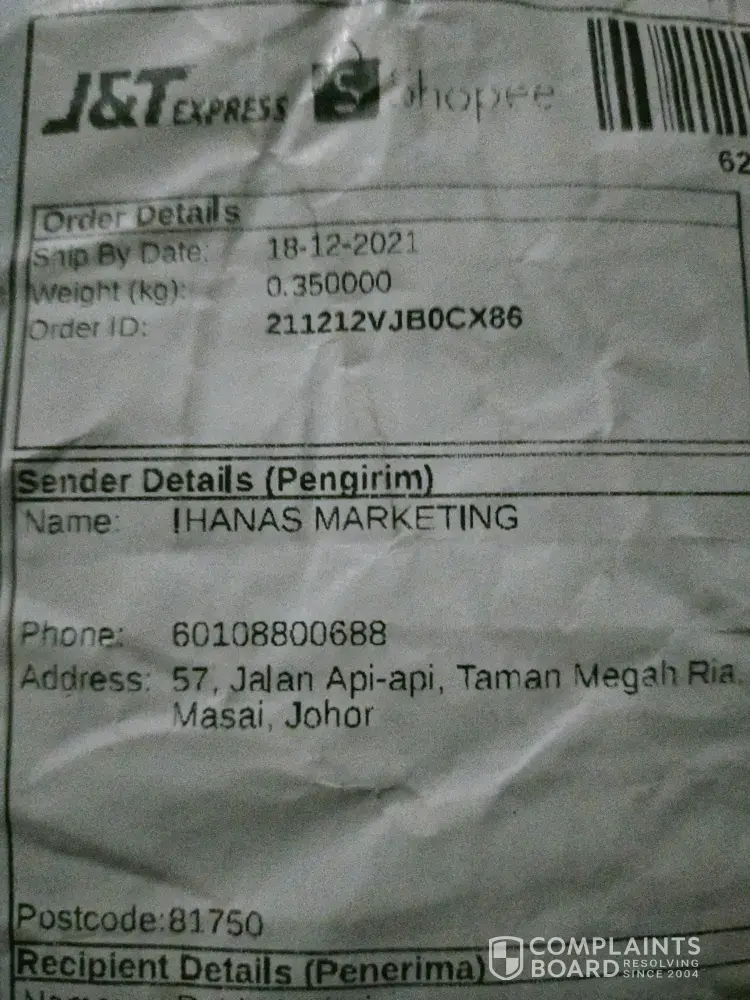 J&T EXPRESS S Shopee
62
Order Details
Ship By Date: 18-12-2021
Weight (kg): 0.350000
Order ID: 211212VJB0CX86
Sender Details (Pengirim)
Name: IHANAS MARKETING
Phone: 60108800688
Address: 57, Jalan Api-api, Taman Megah Ria,
Masai, Johor
Postcode:81750
Recipient Details (Penerima)
COMPLAINTS
BOARD RESOLVING
SINCE 2004